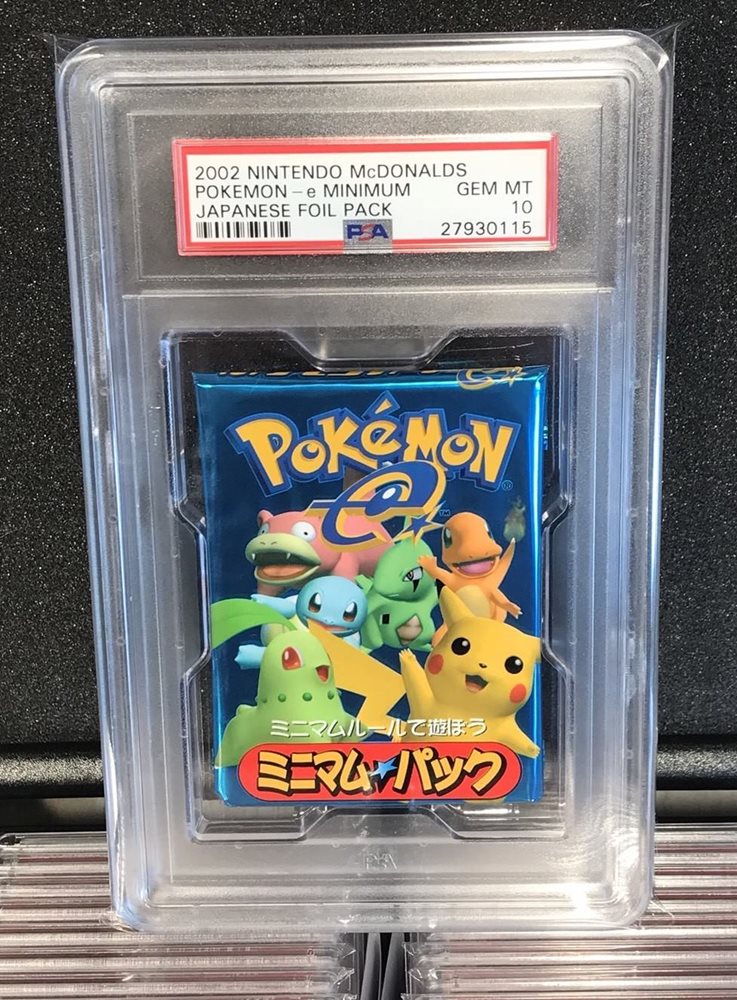 2002 NINTENDO McDONALDS
POKEMON-e MINIMUM GEM MT
JAPANESE FOIL PACK 10
PSA 27930115
POKéMON
e
ミニマムルールで遊ぼう
ミニマム★パック
PSA